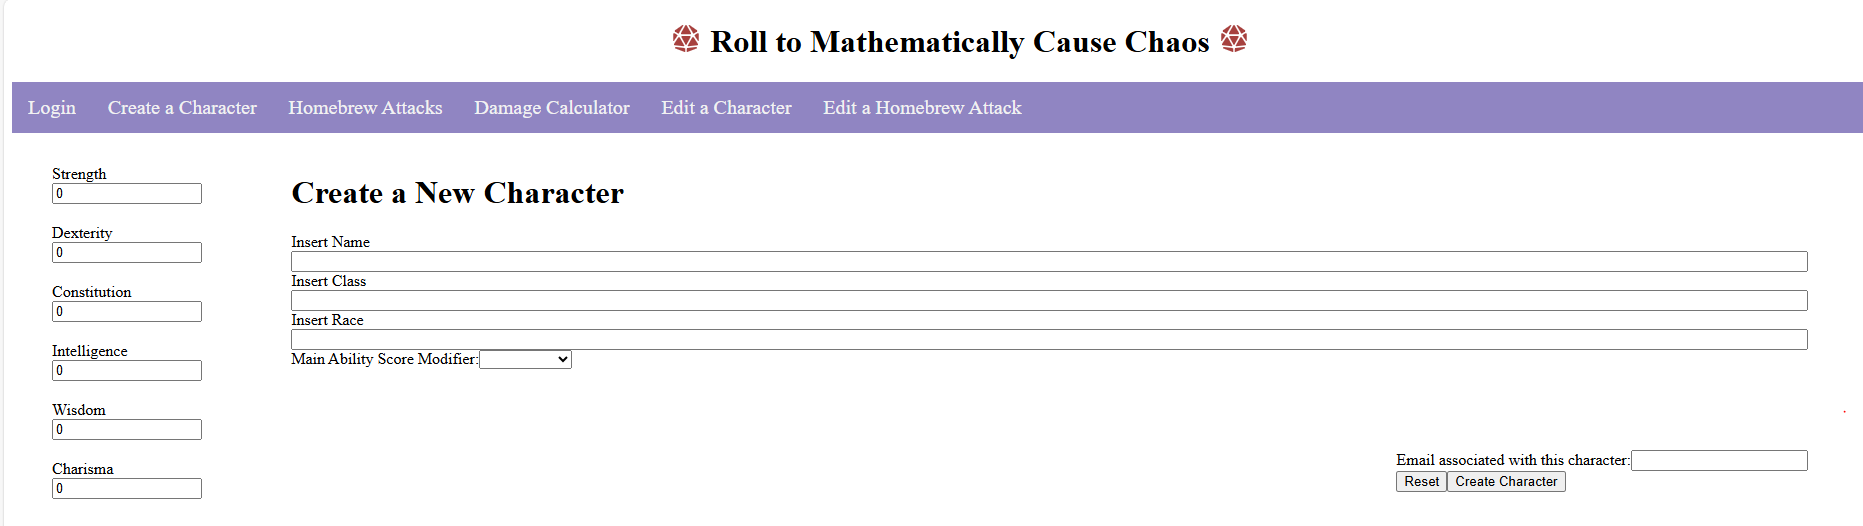 Roll to Mathematically Cause Chaos
Login Create a Character Homebrew Attacks Damage Calculator Edit a Character Edit a Homebrew Attack
Strength
0
Dexterity
0
Constitution
0
Intelligence
0
Wisdom
0
Charisma
0
Create a New Character
Insert Name
Insert Class
Insert Race
Main Ability Score Modifier:
Email associated with this character:
Reset Create Character